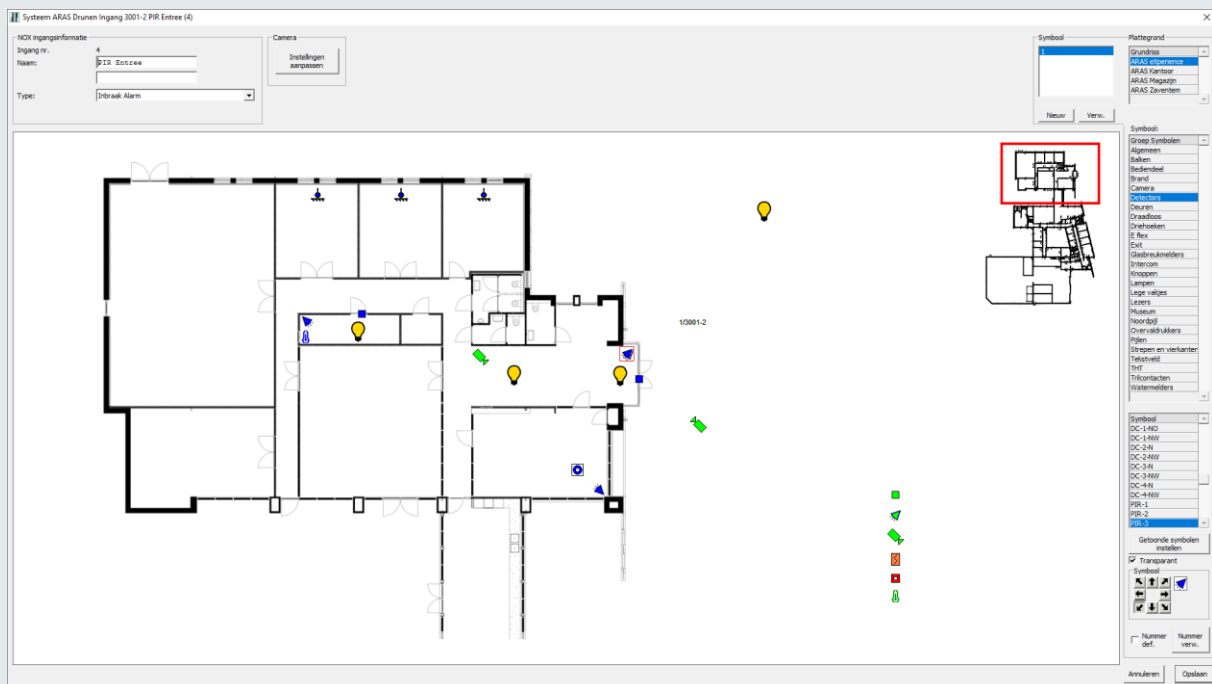 Systeem ARAS Drunen Ingang 3001-2 PIR Entree (4)
NOX ingangsinformatie
Ingang nr.
4
Naam:
PIR Entree
Type:
Inbraak Alarm
Camera
Instellingen
aanpassen
Symbool
1
Nieuw
Verw.
Plattegrond
Grundriss
ARAS eXperience
ARAS Kantoor
ARAS Magazijn
ARAS Zaventem
1/3001-2
Symbool:
Groep Symbolen
Algemeen
Balken
Bediendeel
Brand
Camera
Detectors
Deuren
Draadloos
Driehoeken
E flex
Exit
Glasbreukmelders
Intercom
Knoppen
Lampen
Lege vakjes
Lezers
Museum
Noordpijl
Overvaldrukkers
Pijlen
Strepen en vierkanten
Tekstveld
THT
Trilcontacten
Watermelders
Symbool
DC-1-NO
DC-1-NW
DC-2-N
DC-2-NW
DC-3-N
DC-3-NW
DC-4-N
DC-4-NW
PIR-1
PIR-2
PIR-3
Getoonde symbolen
instellen
Transparant
Symbool
Nummer
def.
Nummer
verw.
Annuleren
Opslaan